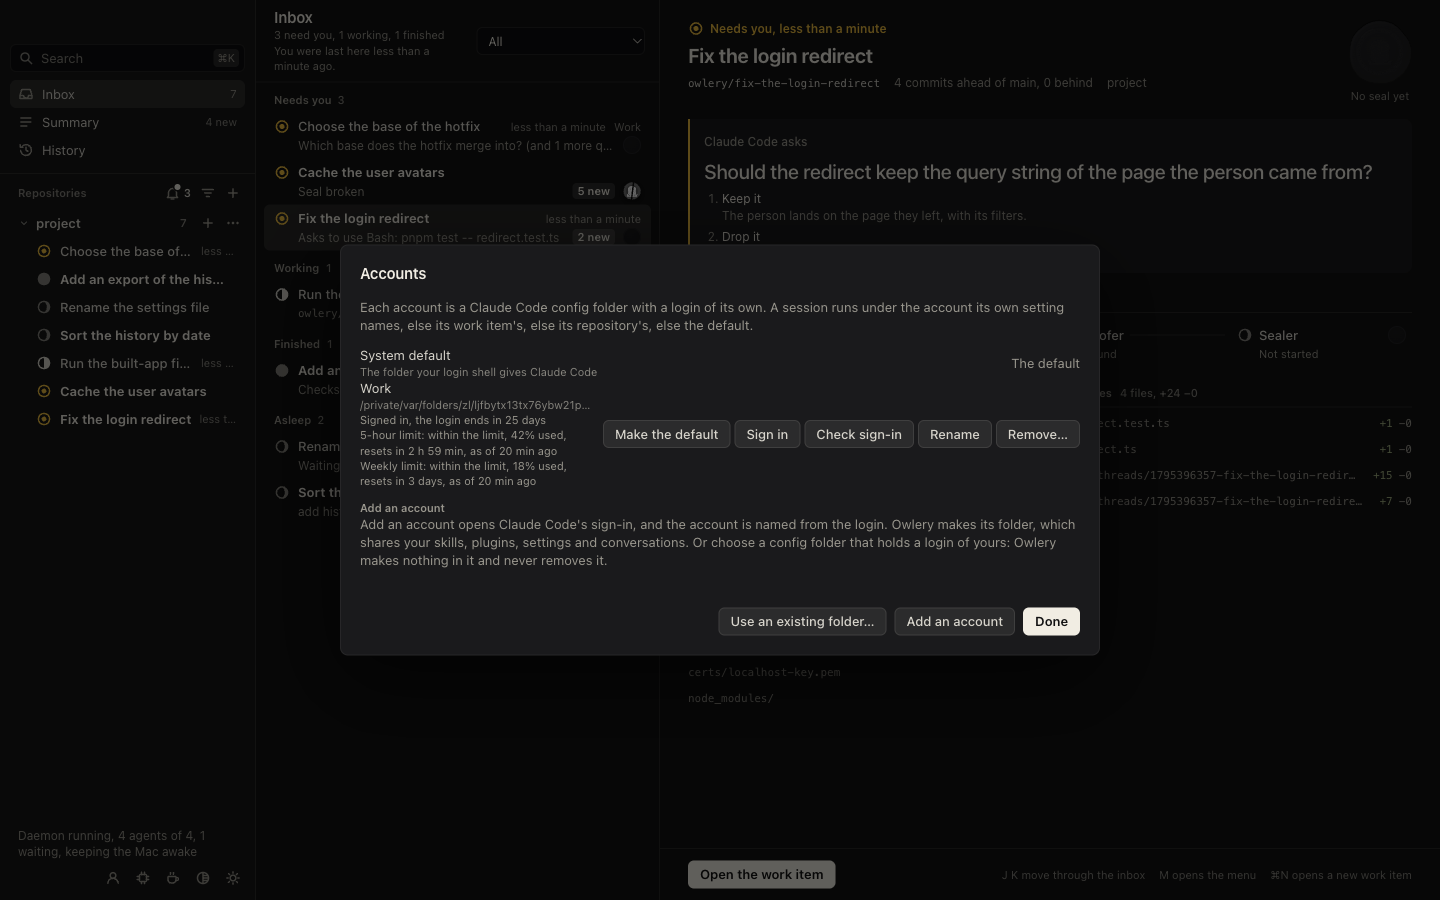 Search ⌘K
Inbox 7
Summary 4 new
History
Repositories 3
project 7
Choose the base of... less ...
Add an export of the his...
Rename the settings file
Sort the history by date
Run the built-app fi... less ...
Cache the user avatars
Fix the login redirect less t...
Daemon running, 4 agents of 4, 1
waiting, keeping the Mac awake
Inbox
3 need you, 1 working, 1 finished
You were last here less than a
minute ago.
All
Needs you 3
Choose the base of the hotfix less than a minute Work
Which base does the hotfix merge into? (and 1 more q...
Cache the user avatars
Seal broken 5 new
Fix the login redirect less than a minute
Asks to use Bash: pnpm test -- redirect.test.ts 2 new
Working 1
Run the
owlery/
Finished 1
Add an
Checks
Asleep 2
Renam
Waiting
Sort th
add his
Needs you, less than a minute
Fix the login redirect
owlery/fix-the-login-redirect 4 commits ahead of main, 0 behind project
No seal yet
Claude Code asks
Should the redirect keep the query string of the page the person came from?
1. Keep it
The person lands on the page they left, with its filters.
2. Drop it
ofer
und
Sealer
Not started
es 4 files, +24 −0
ect.test.ts +1 −0
ect.ts +1 −0
threads/1795396357-fix-the-login-redir… +15 −0
threads/1795396357-fix-the-login-redire… +7 −0
certs/localhost-key.pem
node_modules/
Open the work item
J K move through the inbox M opens the menu ⌘N opens a new work item
Accounts
Each account is a Claude Code config folder with a login of its own. A session runs under the account its own setting
names, else its work item's, else its repository's, else the default.
System default
The folder your login shell gives Claude Code
The default
Work
/private/var/folders/zl/ljfbytx13tx76ybw21p...
Signed in, the login ends in 25 days
5-hour limit: within the limit, 42% used,
resets in 2 h 59 min, as of 20 min ago
Weekly limit: within the limit, 18% used,
resets in 3 days, as of 20 min ago
Make the default Sign in Check sign-in Rename Remove...
Add an account
Add an account opens Claude Code's sign-in, and the account is named from the login. Owlery makes its folder, which
shares your skills, plugins, settings and conversations. Or choose a config folder that holds a login of yours: Owlery
makes nothing in it and never removes it.
Use an existing folder... Add an account Done